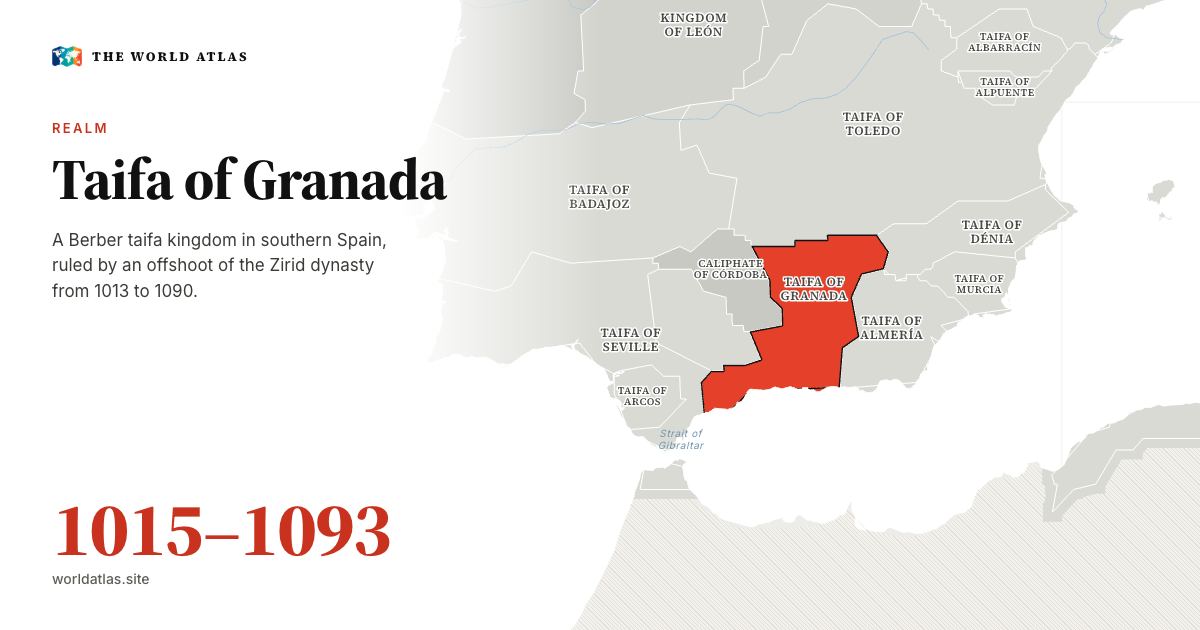 THE WORLD ATLAS
REALM
Taifa of Granada
A Berber taifa kingdom in southern Spain,
ruled by an offshoot of the Zirid dynasty
from 1013 to 1090.
1015–1093
worldatlas.site
KINGDOM
OF LEÓN
TAIFA OF
ALBARRACÍN
TAIFA OF
ALPUENTE
TAIFA OF
TOLEDO
TAIFA OF
BADAJOZ
TAIFA OF
DÉNIA
CALIPHATE
OF CÓRDOBA
TAIFA OF
GRANADA
TAIFA OF
MURCIA
TAIFA OF
SEVILLE
TAIFA OF
ALMERÍA
TAIFA OF
ARCOS
Strait of
Gibraltar